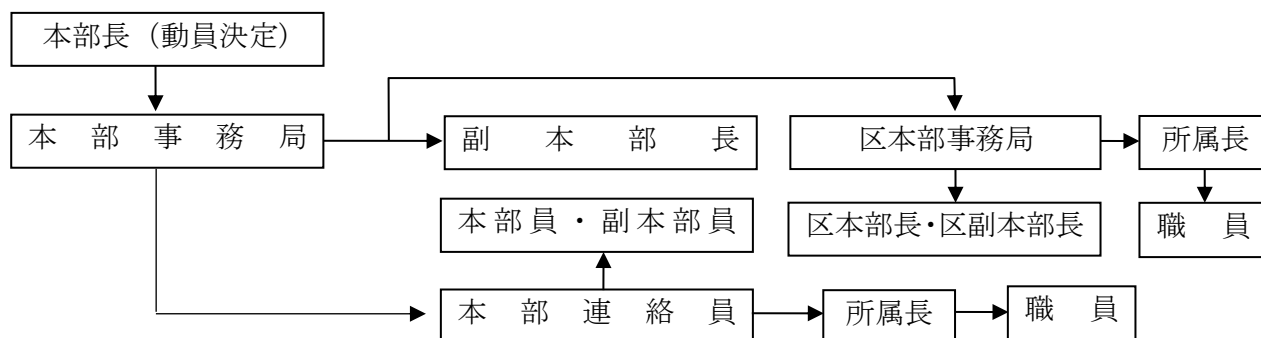 本部長（動員決定）
本部事務局
副本部長
区本部事務局
所属長
本部員・副本部員
区本部長・区副本部長
職員
本部連絡員
所属長
職員